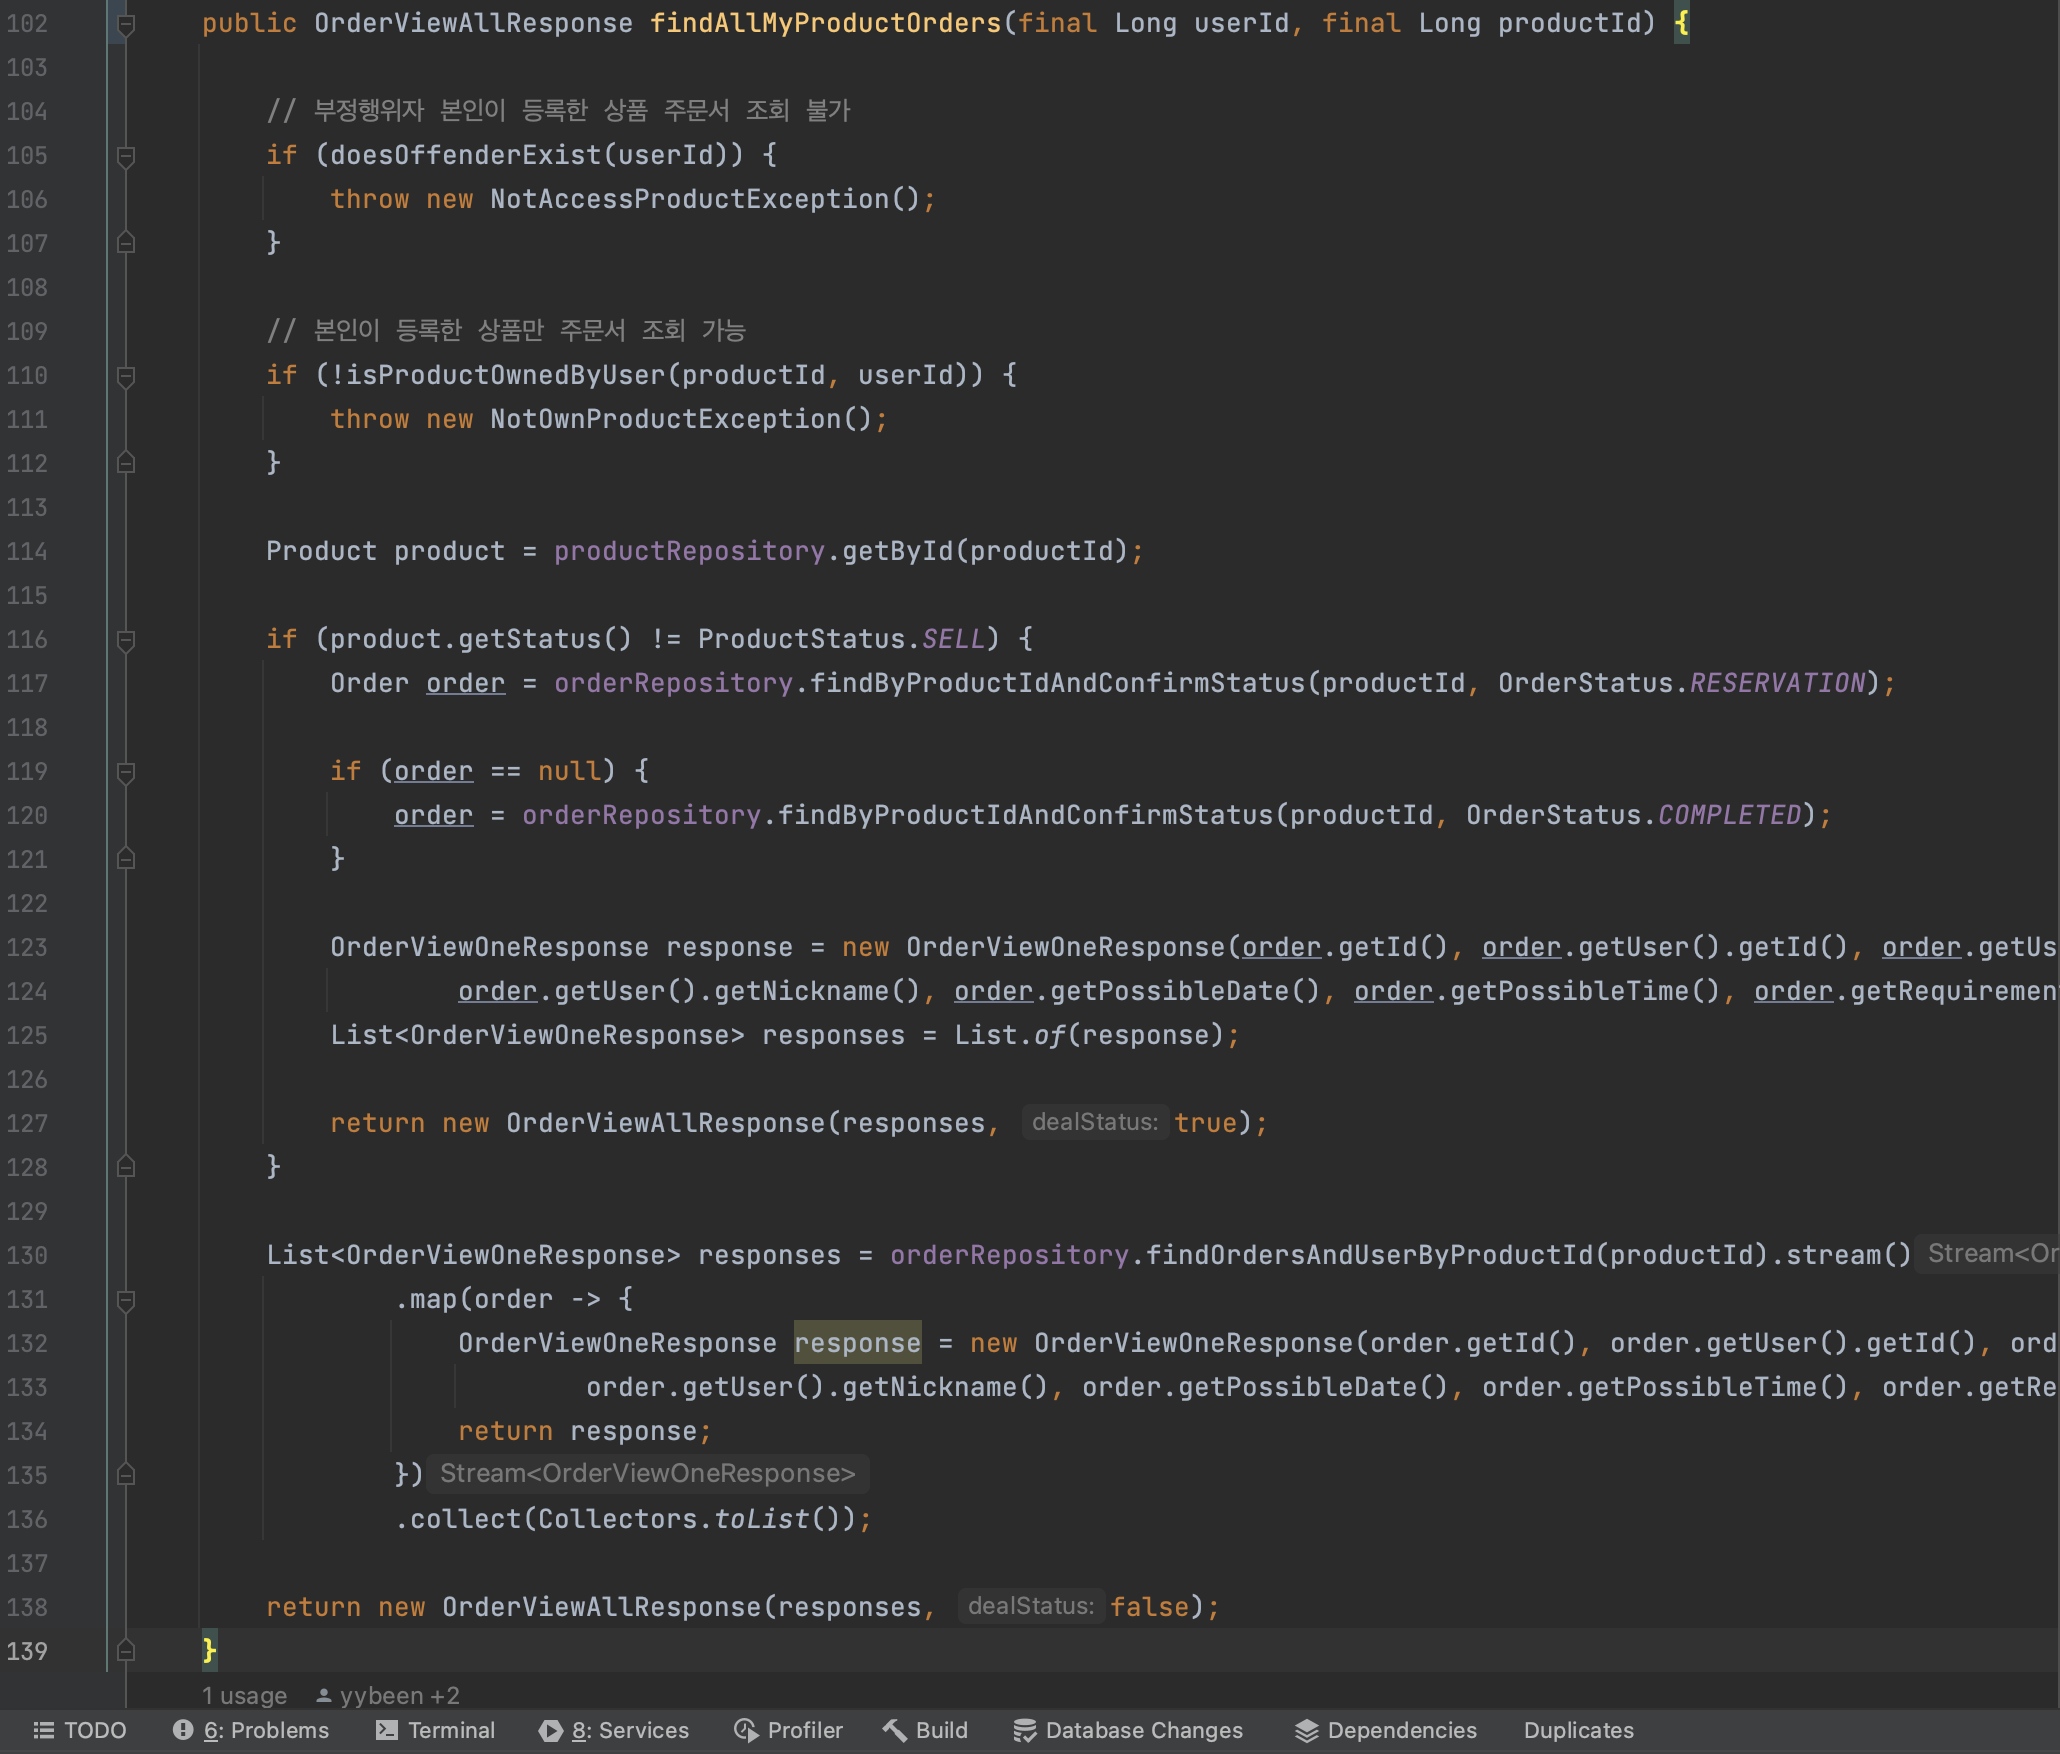 102 public OrderViewAllResponse findAllMyProductOrders(final Long userId, final Long productId) {
103
104 // 부정행위자 본인이 등록한 상품 주문서 조회 불가
105 if (doesOffenderExist(userId)) {
106 throw new NotAccessProductException();
107 }
108
109 // 본인이 등록한 상품만 주문서 조회 가능
110 if (!isProductOwnedByUser(productId, userId)) {
111 throw new NotOwnProductException();
112 }
113
114 Product product = productRepository.getById(productId);
115
116 if (product.getStatus() != ProductStatus.SELL) {
117 Order order = orderRepository.findByProductIdAndConfirmStatus(productId, OrderStatus.RESERVATION);
118
119 if (order == null) {
120 order = orderRepository.findByProductIdAndConfirmStatus(productId, OrderStatus.COMPLETED);
121 }
122
123 OrderViewOneResponse response = new OrderViewOneResponse(order.getId(), order.getUser().getId(), order.getUs
124 order.getUser().getNickname(), order.getPossibleDate(), order.getPossibleTime(), order.getRequiremen
125 List<OrderViewOneResponse> responses = List.of(response);
126
127 return new OrderViewAllResponse(responses, dealStatus: true);
128 }
129
130 List<OrderViewOneResponse> responses = orderRepository.findOrdersAndUserByProductId(productId).stream() Stream<Or
131 .map(order -> {
132 OrderViewOneResponse response = new OrderViewOneResponse(order.getId(), order.getUser().getId(), ord
133 order.getUser().getNickname(), order.getPossibleDate(), order.getPossibleTime(), order.getRe
134 return response;
135 }) Stream<OrderViewOneResponse>
136 .collect(Collectors.toList());
137
138 return new OrderViewAllResponse(responses, dealStatus: false);
139 }
1 usage yybeen +2
TODO 6: Problems Terminal 8: Services Profiler Build Database Changes Dependencies Duplicates